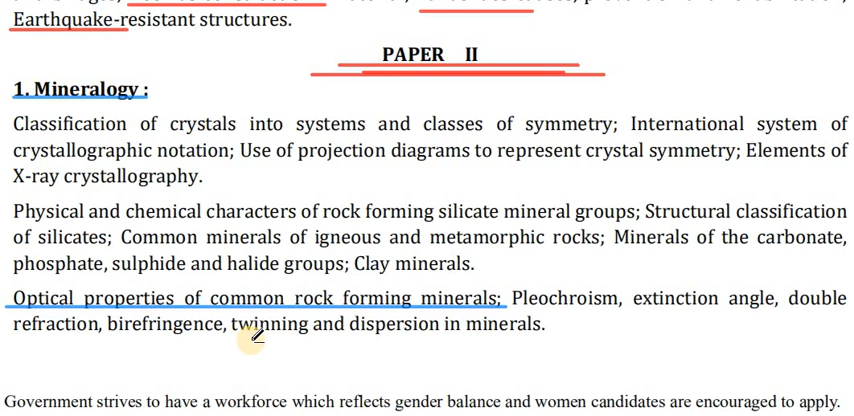 Earthquake-resistant structures.
PAPER II
1. Mineralogy :
Classification of crystals into systems and classes of symmetry; International system of
crystallographic notation; Use of projection diagrams to represent crystal symmetry; Elements of
X-ray crystallography.
Physical and chemical characters of rock forming silicate mineral groups; Structural classification
of silicates; Common minerals of igneous and metamorphic rocks; Minerals of the carbonate,
phosphate, sulphide and halide groups; Clay minerals.
Optical properties of common rock forming minerals; Pleochroism, extinction angle, double
refraction, birefringence, twinning and dispersion in minerals.
Government strives to have a workforce which reflects gender balance and women candidates are encouraged to apply.